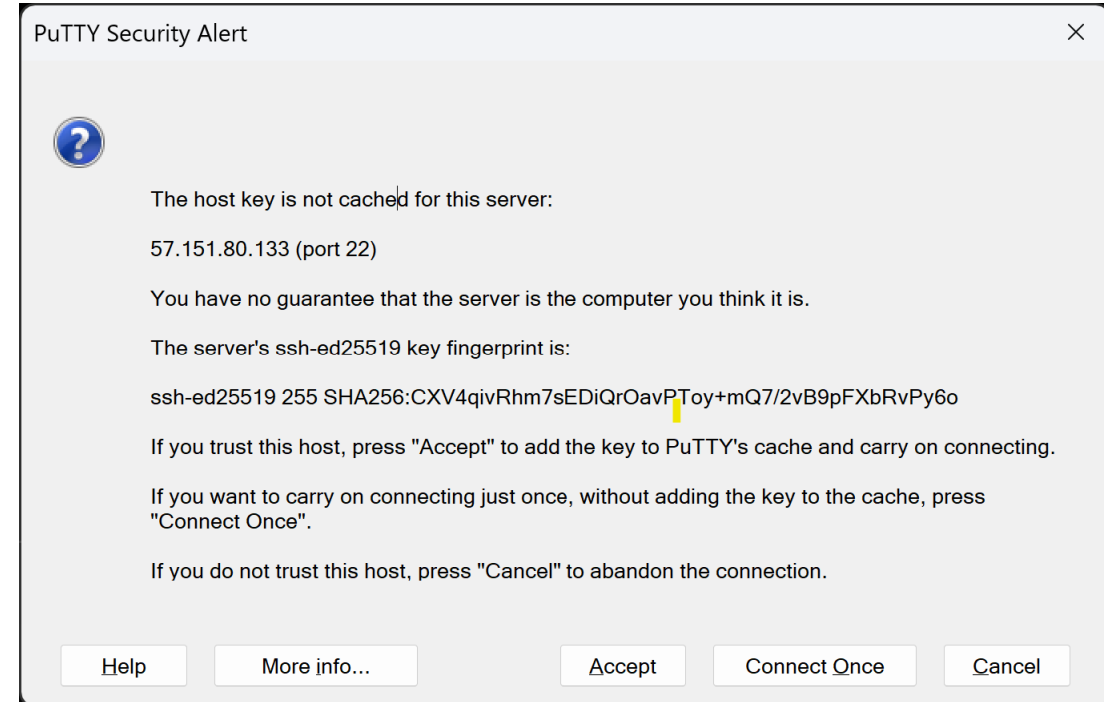 PuTTY Security Alert
The host key is not cached for this server:
57.151.80.133 (port 22)
You have no guarantee that the server is the computer you think it is.
The server's ssh-ed25519 key fingerprint is:
ssh-ed25519 255 SHA256:CXV4qivRhm7sEDiQrOavPToy+mQ7/2vB9pFXbRvPy6o
If you trust this host, press "Accept" to add the key to PuTTY's cache and carry on connecting.
If you want to carry on connecting just once, without adding the key to the cache, press
"Connect Once".
If you do not trust this host, press "Cancel" to abandon the connection.
Help More info... Accept Connect Once Cancel